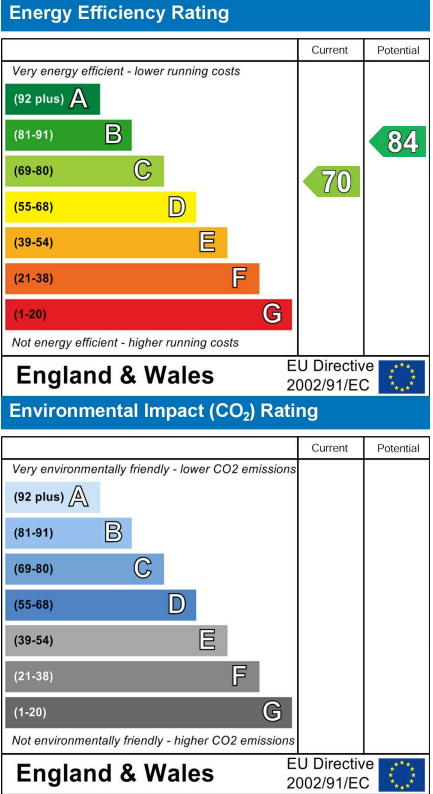 Energy Efficiency Rating
Current Potential
Very energy efficient - lower running costs
(92 plus) A
(81-91) B
84
(69-80) C
70
(55-68) D
(39-54) E
(21-38) F
(1-20) G
Not energy efficient - higher running costs
England & Wales
EU Directive
2002/91/EC
Environmental Impact (CO₂) Rating
Current Potential
Very environmentally friendly - lower CO2 emissions
(92 plus) A
(81-91) B
(69-80) C
(55-68) D
(39-54) E
(21-38) F
(1-20) G
Not environmentally friendly - higher CO2 emissions
England & Wales
EU Directive
2002/91/EC